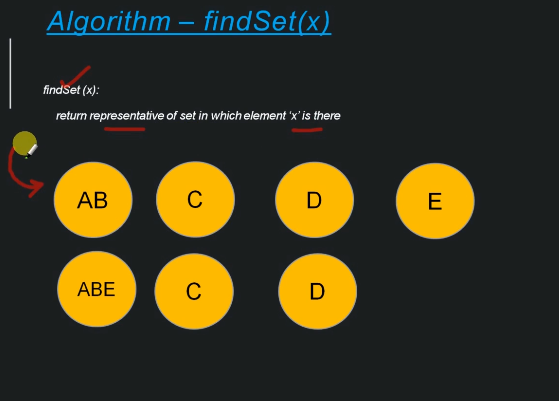 Algorithm – findSet(x)
findSet (x):
return representative of set in which element ‘x’ is there
AB C D E
ABE C D